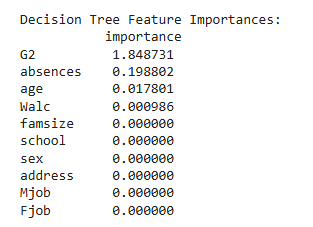 Decision Tree Feature Importances:
importance
G2 1.848731
absences 0.198802
age 0.017801
Walc 0.000986
famsize 0.000000
school 0.000000
sex 0.000000
address 0.000000
Mjob 0.000000
Fjob 0.000000